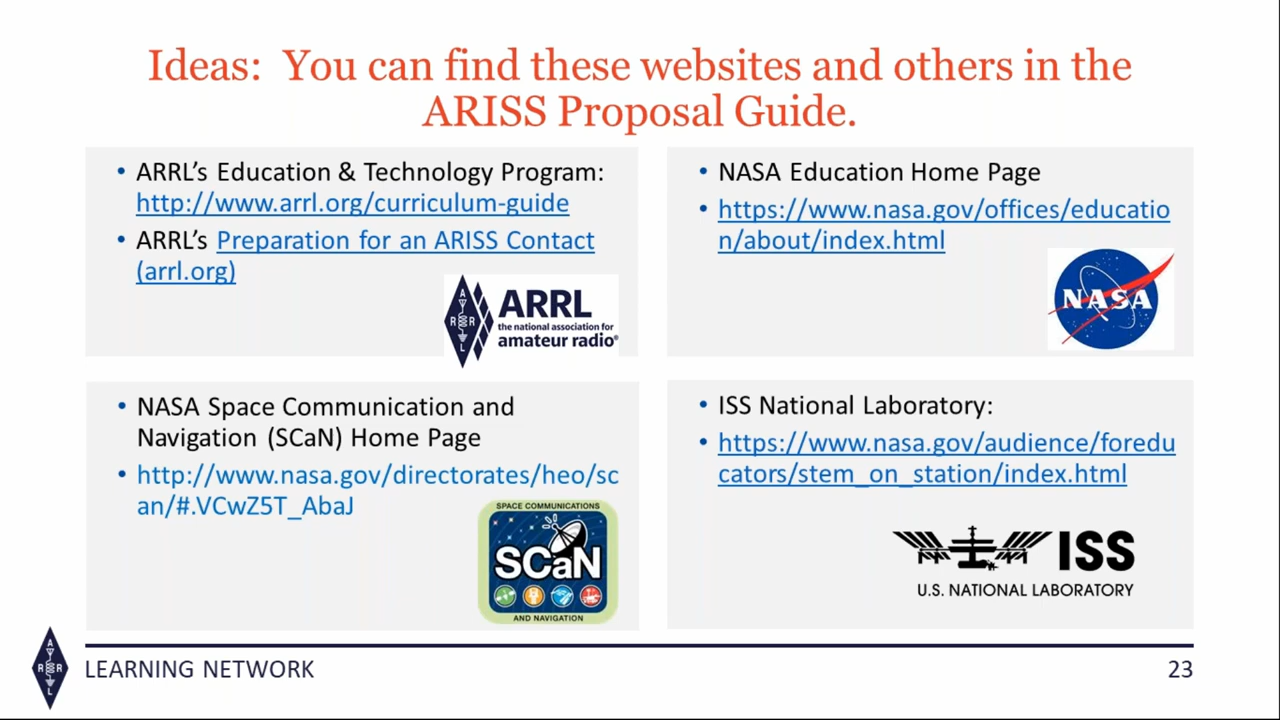 Ideas:  You can find these websites and others in the
ARISS Proposal Guide.
• ARRL’s Education & Technology Program:
http://www.arrl.org/curriculum-guide
• ARRL’s Preparation for an ARISS Contact
(arrl.org)
A
R R
L
ARRL
the national association for
amateur radio®
• NASA Education Home Page
• https://www.nasa.gov/offices/educatio
n/about/index.html
NASA
• NASA Space Communication and
Navigation (SCaN) Home Page
• http://www.nasa.gov/directorates/heo/sc
an/#.VCwZ5T_AbaJ
SPACE COMMUNICATIONS
SCaN
AND NAVIGATION
• ISS National Laboratory:
• https://www.nasa.gov/audience/foredu
cators/stem_on_station/index.html
ISS
U.S. NATIONAL LABORATORY
A
R R
L
LEARNING NETWORK
23